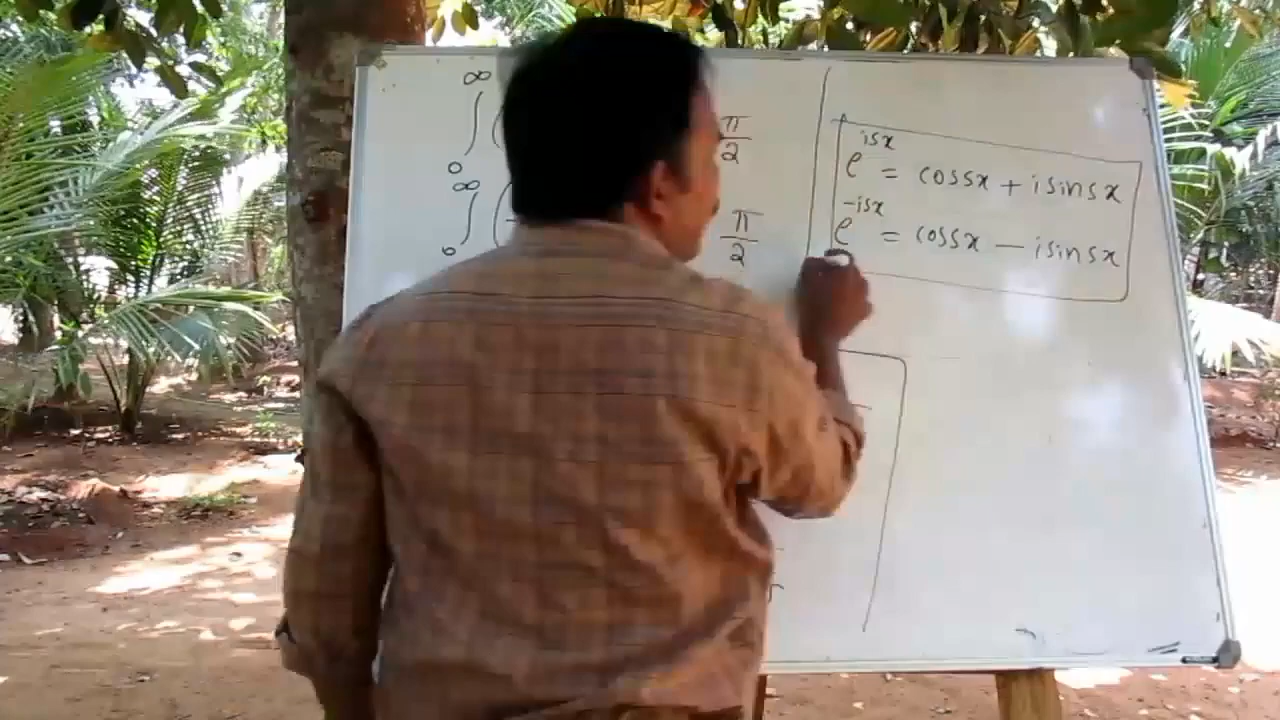 ∞
∫ ( π/2
0
∞
∫ ( π/2
0
e^{isx} = cossx + isinsx
e^{-isx} = cossx − isinsx